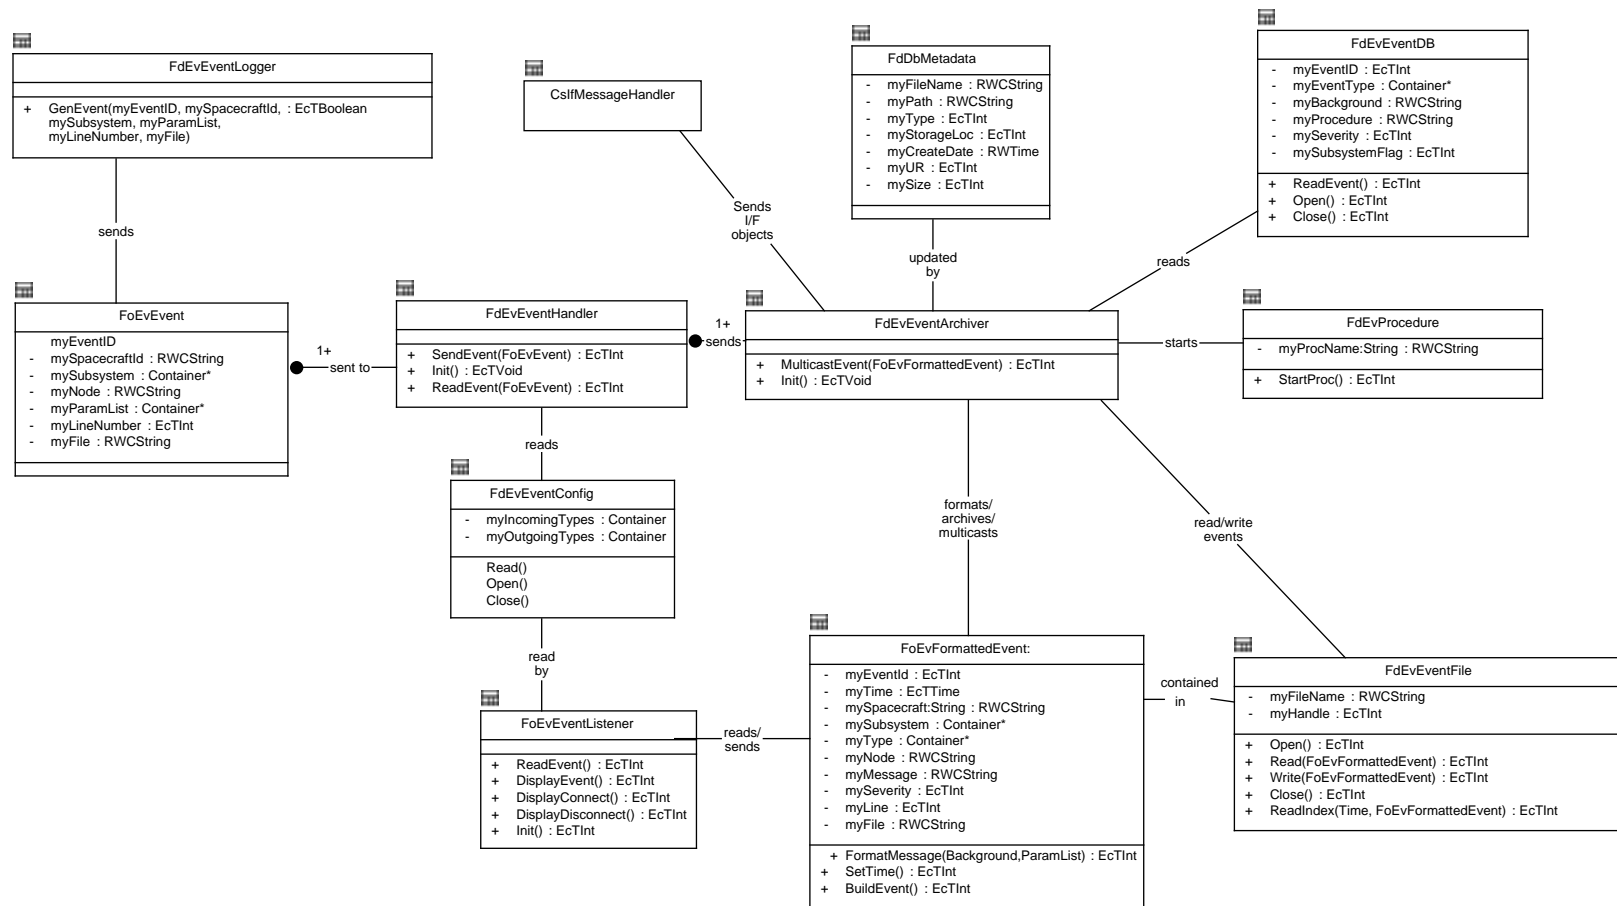 FdEvEventLogger
+ GenEvent(myEventID, mySpacecraftId, : EcTBoolean
mySubsystem, myParamList,
myLineNumber, myFile)
CsIfMessageHandler
FdDbMetadata
- myFileName : RWCString
- myPath : RWCString
- myType : EcTInt
- myStorageLoc : EcTInt
- myCreateDate : RWTime
- myUR : EcTInt
- mySize : EcTInt
FdEvEventDB
- myEventID : EcTInt
- myEventType : Container*
- myBackground : RWCString
- myProcedure : RWCString
- mySeverity : EcTInt
- mySubsystemFlag : EcTInt
+ ReadEvent() : EcTInt
+ Open() : EcTInt
+ Close() : EcTInt
sends
Sends
I/F
objects
updated
by
reads
FoEvEvent
myEventID
- mySpacecraftId : RWCString
- mySubsystem : Container*
- myNode : RWCString
- myParamList : Container*
- myLineNumber : EcTInt
- myFile : RWCString
1+
sent to
FdEvEventHandler
+ SendEvent(FoEvEvent) : EcTInt
+ Init() : EcTVoid
+ ReadEvent(FoEvEvent) : EcTInt
1+
sends
FdEvEventArchiver
+ MulticastEvent(FoEvFormattedEvent) : EcTInt
+ Init() : EcTVoid
starts
FdEvProcedure
- myProcName:String : RWCString
+ StartProc() : EcTInt
reads
FdEvEventConfig
- myIncomingTypes : Container
- myOutgoingTypes : Container
Read()
Open()
Close()
formats/
archives/
multicasts
read/write
events
read
by
FoEvEventListener
+ ReadEvent() : EcTInt
+ DisplayEvent() : EcTInt
+ DisplayConnect() : EcTInt
+ DisplayDisconnect() : EcTInt
+ Init() : EcTInt
reads/
sends
FoEvFormattedEvent:
- myEventId : EcTInt
- myTime : EcTTime
- mySpacecraft:String : RWCString
- mySubsystem : Container*
- myType : Container*
- myNode : RWCString
- myMessage : RWCString
- mySeverity : EcTInt
- myLine : EcTInt
- myFile : RWCString
+ FormatMessage(Background,ParamList) : EcTInt
+ SetTime() : EcTInt
+ BuildEvent() : EcTInt
contained
in
FdEvEventFile
- myFileName : RWCString
- myHandle : EcTInt
+ Open() : EcTInt
+ Read(FoEvFormattedEvent) : EcTInt
+ Write(FoEvFormattedEvent) : EcTInt
+ Close() : EcTInt
+ ReadIndex(Time, FoEvFormattedEvent) : EcTInt